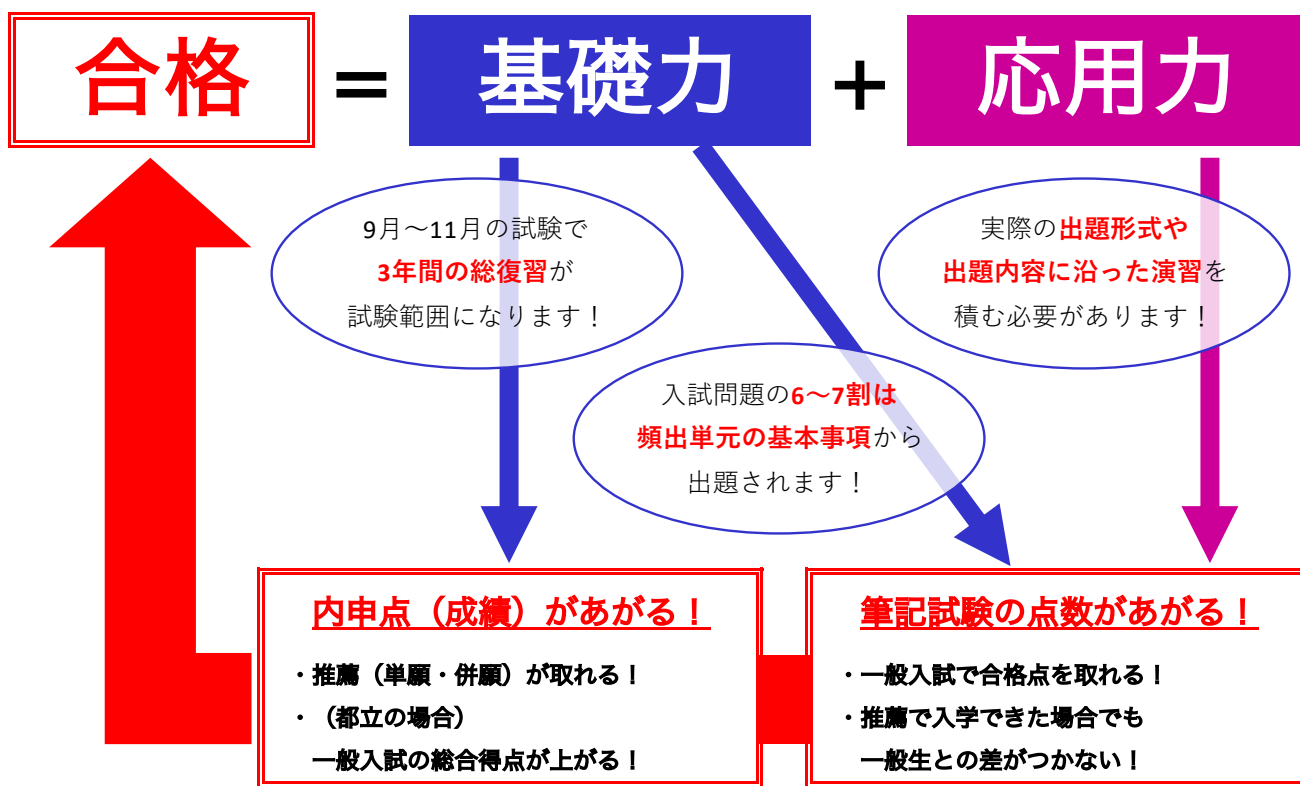 合格 = 基礎力 + 応用力
9月～11月の試験で
3年間の総復習が
試験範囲になります！
実際の出題形式や
出題内容に沿った演習を
積む必要があります！
入試問題の6～7割は
頻出単元の基本事項から
出題されます！
内申点（成績）があがる！
・推薦（単願・併願）が取れる！
・（都立の場合）
一般入試の総合得点が上がる！
筆記試験の点数があがる！
・一般入試で合格点を取れる！
・推薦で入学できた場合でも
一般生との差がつかない！